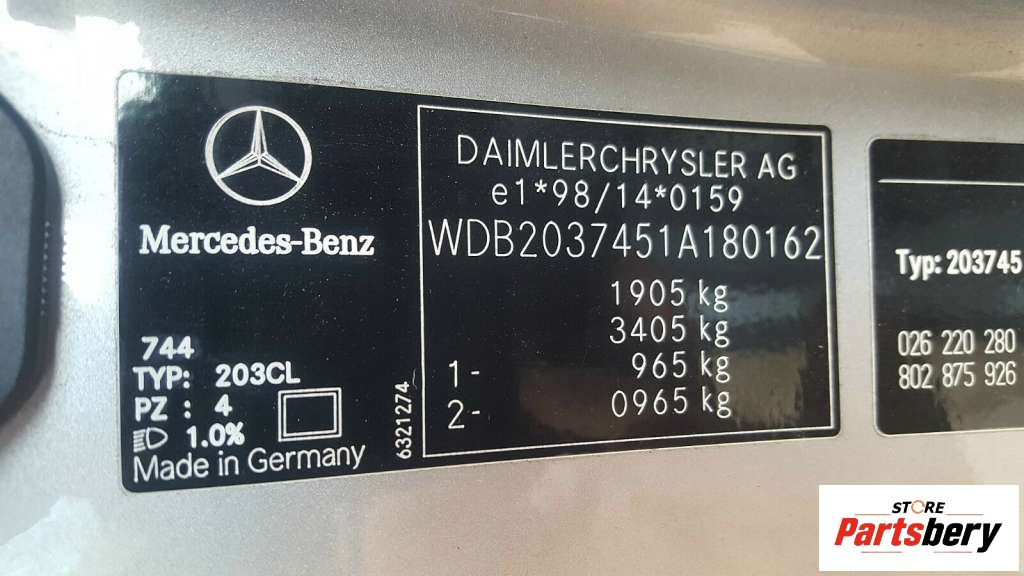 Mercedes-Benz
744
TYP: 203CL
PZ : 4
1.0%
Made in Germany
6321274
DAIMLERCHRYSLER AG
e1*98/14*0159
WDB2037451A180162
1905 kg
3405 kg
1- 965 kg
2- 0965 kg
Typ: 203745
026 220 280
802 875 926
STORE
Partsbery